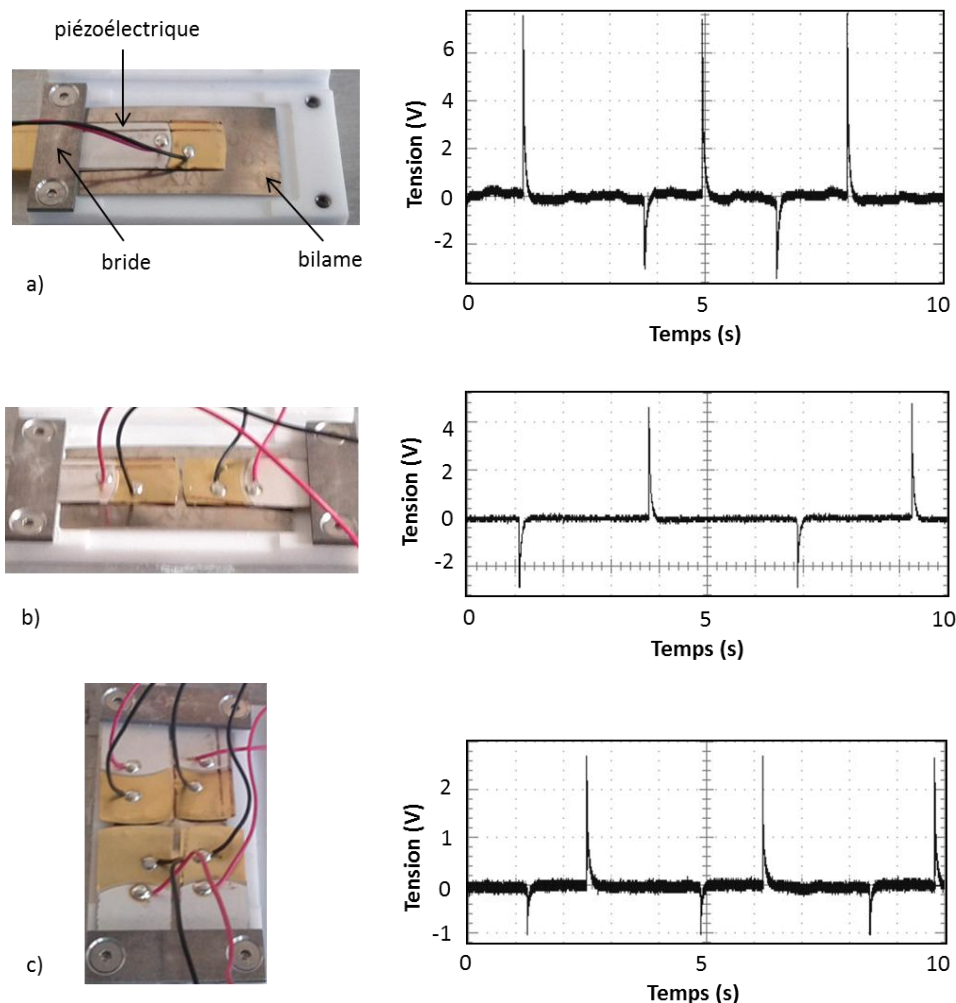 piézoélectrique
bride
bilame
a)
Tension (V)
6
4
2
0
-2
0
5
10
Temps (s)
b)
Tension (V)
4
2
0
-2
0
5
10
Temps (s)
c)
Tension (V)
2
1
0
-1
0
5
10
Temps (s)